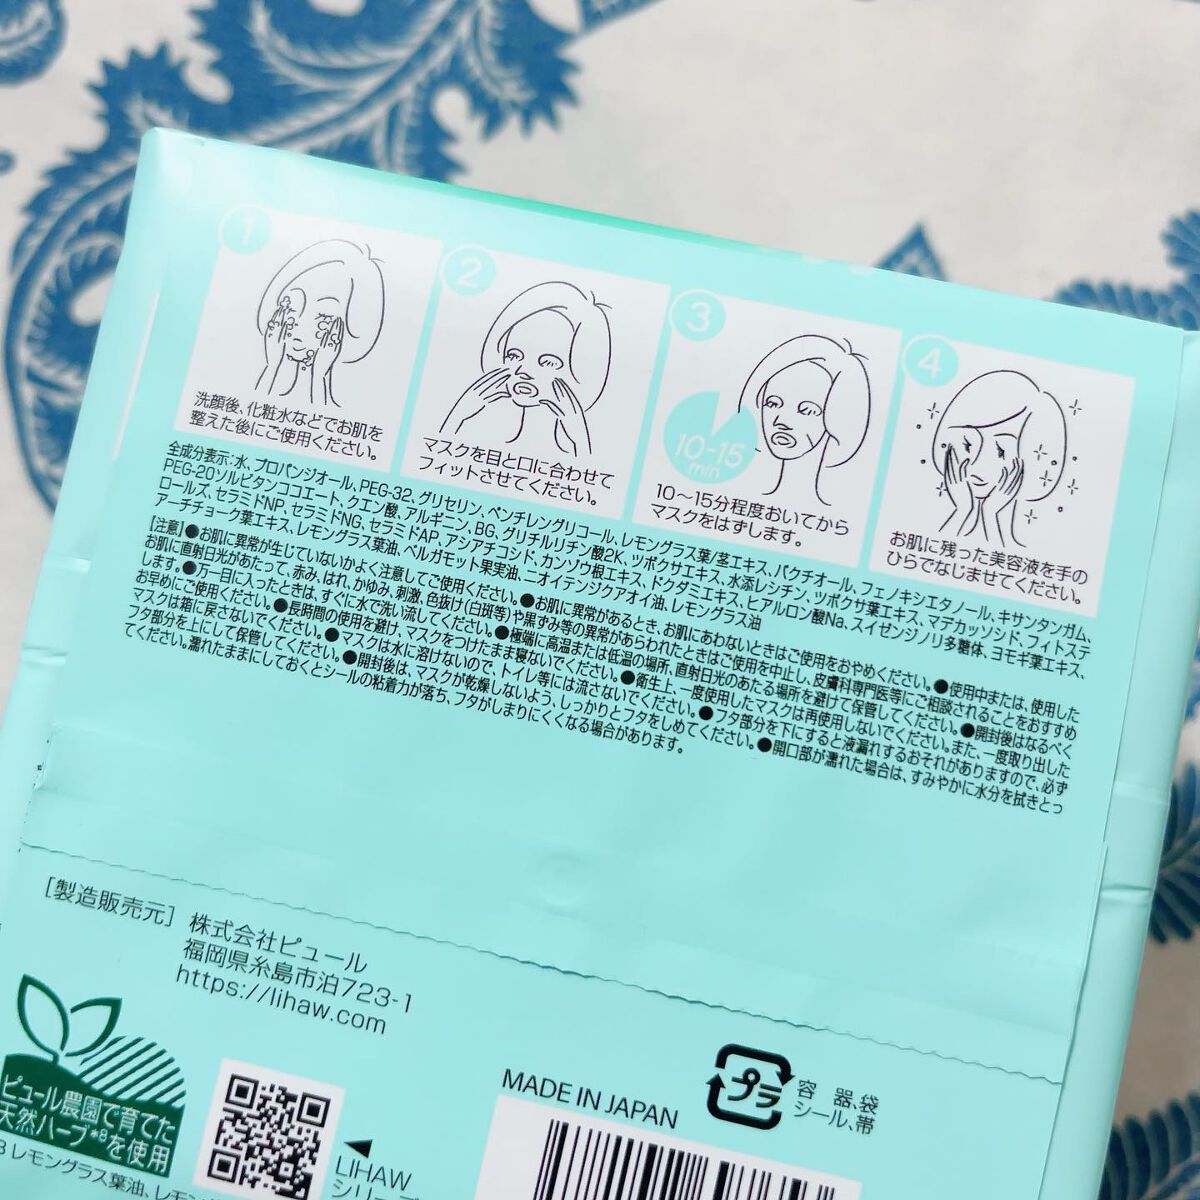 1
洗顔後、化粧水などでお肌を
整えた後にご使用ください。
2
マスクを目と口に合わせて
フィットさせてください。
3
10-15
min
10〜15分程度おいてから
マスクをはずします。
4
お肌に残った美容液を手の
ひらでなじませてください。
全成分表示:水、プロパンジオール、PEG-32、グリセリン、ペンチレングリコール、レモングラス葉/茎エキス、バクチオール、フェノキシエタノール、キサンタンガム、
PEG-20ソルビタンココエート、クエン酸、アルギニン、BG、グリチルリチン酸2K、ツボクサエキス、水添レシチン、ツボクサ葉エキス、マデカッソシド、フィトステ
ロールズ、セラミドNP、セラミドNG、セラミドAP、アシアチコシド、カンゾウ根エキス、ドクダミエキス、ヒアルロン酸Na、スイゼンジノリ多糖体、ヨモギ葉エキス、
アーチチョーク葉エキス、レモングラス葉油、ベルガモット果実油、ニオイテンジクアオイ油、レモングラス油
[注意]●お肌に異常が生じていないかよく注意してご使用ください。●お肌に異常があるとき、お肌にあわないときはご使用をおやめください。●使用中または、使用した
お肌に直射日光があたって、赤み、はれ、かゆみ、刺激、色抜け(白斑等)や黒ずみ等の異常があらわれたときはご使用を中止し、皮膚科専門医等にご相談されることをおすすめ
します。●万一目に入ったときは、すぐに水で洗い流してください。●極端に高温または低温の場所、直射日光のあたる場所を避けて保管してください。●開封後はなるべく
お早めにご使用ください。●長時間の使用を避け、マスクをつけたまま寝ないでください。●衛生上、一度使用したマスクは再使用しないでください。また、一度取り出した
マスクは箱に戻さないでください。●マスクは水に溶けないので、トイレ等には流さないでください。●フタ部分を下にすると液漏れするおそれがありますので、必ず
フタ部分を上にして保管してください。●開封後は、マスクが乾燥しないよう、しっかりとフタをしめてください。●開口部が濡れた場合は、すみやかに水分を拭きとっ
てください。濡れたままにしておくとシールの粘着力が落ち、フタがしまりにくくなる場合があります。
[製造販売元] 株式会社ピュール
福岡県糸島市泊723-1
https://lihaw.com
ピュール農園で育てた
天然ハーブ*8を使用
8 レモングラス葉油、レモン
LIHAW
シリーズ
MADE IN JAPAN
プラ
容 器、袋
シール、帯